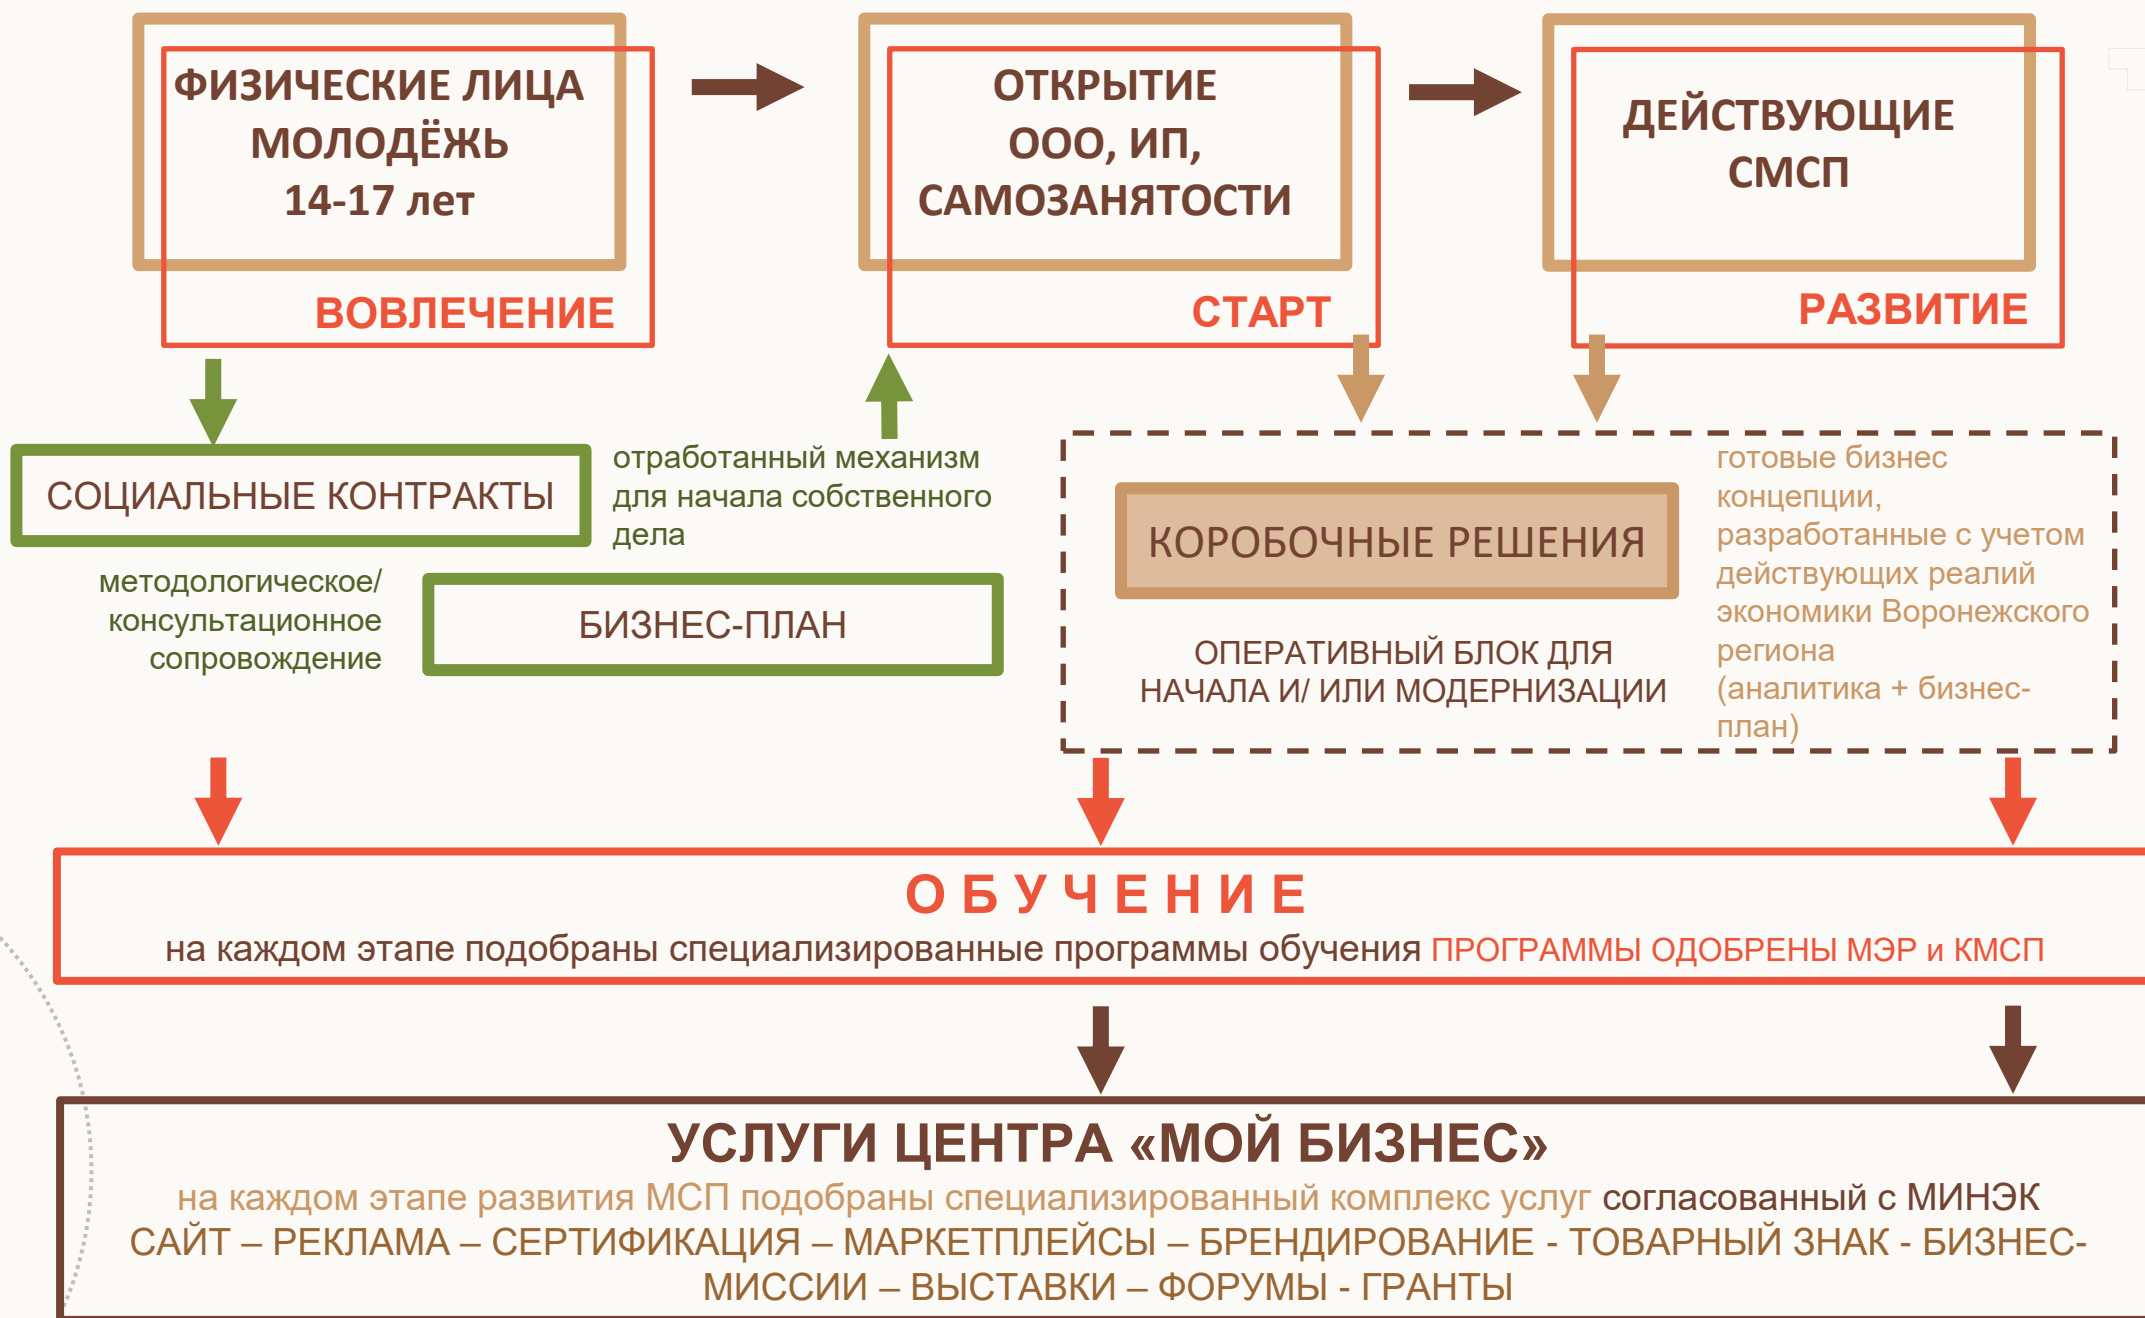 ФИЗИЧЕСКИЕ ЛИЦА
МОЛОДЁЖЬ
14-17 лет
ВОВЛЕЧЕНИЕ
ОТКРЫТИЕ
ООО, ИП,
САМОЗАНЯТОСТИ
СТАРТ
ДЕЙСТВУЮЩИЕ
СМСП
РАЗВИТИЕ
СОЦИАЛЬНЫЕ КОНТРАКТЫ
отработанный механизм
для начала собственного
дела
методологическое/
консультационное
сопровождение
БИЗНЕС-ПЛАН
КОРОБОЧНЫЕ РЕШЕНИЯ
ОПЕРАТИВНЫЙ БЛОК ДЛЯ
НАЧАЛА И/ ИЛИ МОДЕРНИЗАЦИИ
готовые бизнес
концепции,
разработанные с учетом
действующих реалий
экономики Воронежского
региона
(аналитика + бизнес-
план)
О Б У Ч Е Н И Е
на каждом этапе подобраны специализированные программы обучения ПРОГРАММЫ ОДОБРЕНЫ МЭР и КМСП
УСЛУГИ ЦЕНТРА «МОЙ БИЗНЕС»
на каждом этапе развития МСП подобраны специализированный комплекс услуг согласованный с МИНЭК
САЙТ – РЕКЛАМА – СЕРТИФИКАЦИЯ – МАРКЕТПЛЕЙСЫ – БРЕНДИРОВАНИЕ - ТОВАРНЫЙ ЗНАК - БИЗНЕС-
МИССИИ – ВЫСТАВКИ – ФОРУМЫ - ГРАНТЫ